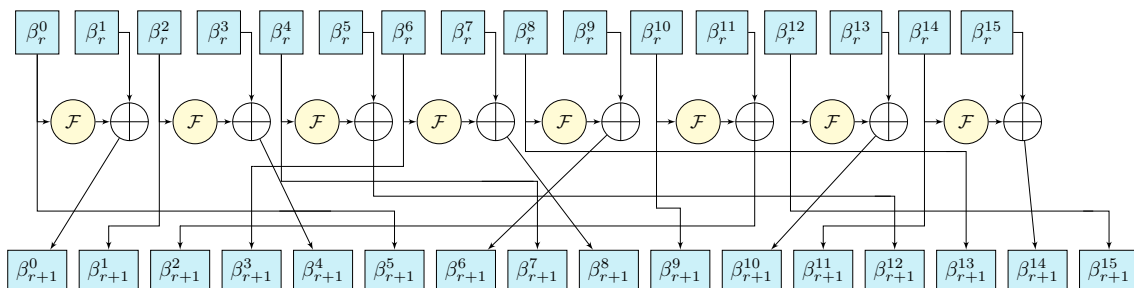 β_r^0 β_r^1 β_r^2 β_r^3 β_r^4 β_r^5 β_r^6 β_r^7 β_r^8 β_r^9 β_r^10 β_r^11 β_r^12 β_r^13 β_r^14 β_r^15
ℱ ℱ ℱ ℱ ℱ ℱ ℱ ℱ
β_{r+1}^0 β_{r+1}^1 β_{r+1}^2 β_{r+1}^3 β_{r+1}^4 β_{r+1}^5 β_{r+1}^6 β_{r+1}^7 β_{r+1}^8 β_{r+1}^9 β_{r+1}^10 β_{r+1}^11 β_{r+1}^12 β_{r+1}^13 β_{r+1}^14 β_{r+1}^15